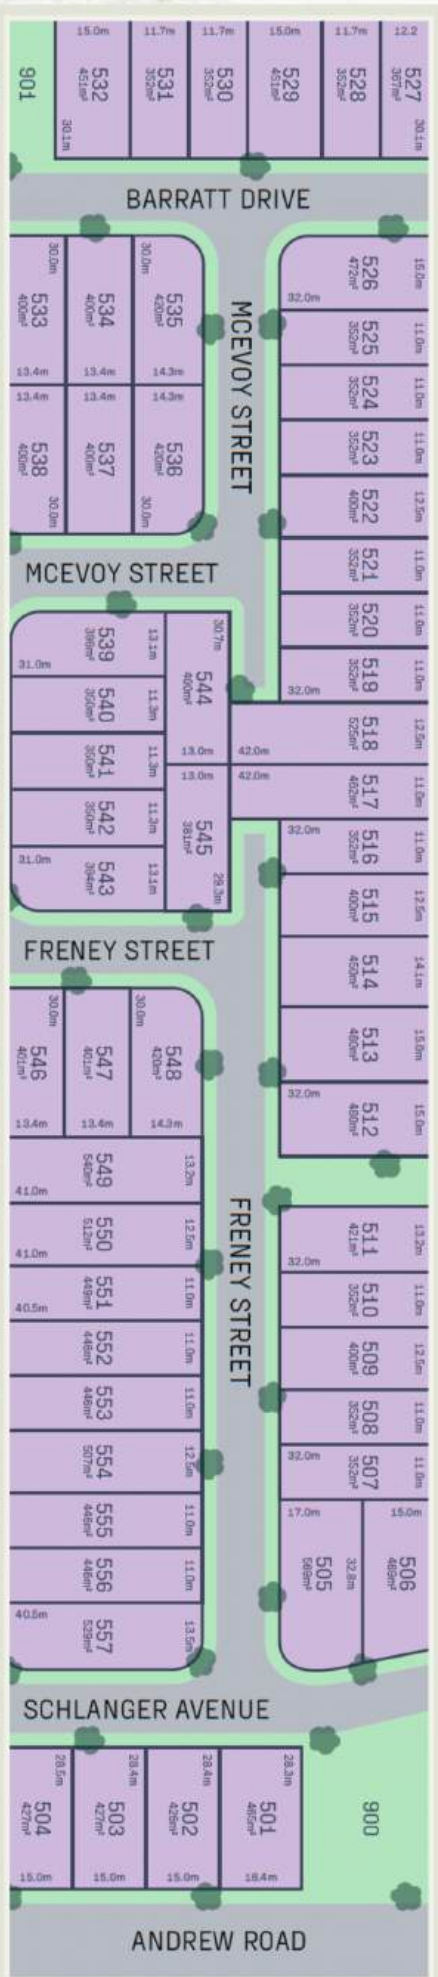 15.0m
11.7m
11.7m
15.0m
11.7m
12.2
901
532
451m²
531
352m²
530
352m²
529
451m²
528
352m²
527
367m²
30.1m
30.1m
BARRATT DRIVE
30.0m
533
400m²
13.4m
534
400m²
13.4m
30.0m
535
420m²
14.3m
13.4m
538
400m²
30.0m
13.4m
537
400m²
14.3m
536
420m²
30.0m
MCEVOY STREET
526
472m²
15.0m
32.0m
525
352m²
11.0m
524
352m²
11.0m
523
352m²
11.0m
522
400m²
12.5m
521
352m²
11.0m
520
352m²
11.0m
519
352m²
11.0m
32.0m
MCEVOY STREET
539
396m²
13.1m
31.0m
540
350m²
11.3m
541
350m²
11.3m
542
350m²
11.3m
31.0m
543
394m²
13.1m
30.7m
544
400m²
13.0m
13.0m
545
381m²
29.3m
42.0m
518
525m²
12.5m
42.0m
517
462m²
11.0m
32.0m
516
352m²
11.0m
515
400m²
12.5m
514
450m²
14.1m
513
480m²
15.0m
32.0m
512
480m²
15.0m
FRENEY STREET
30.0m
546
401m²
13.4m
547
401m²
13.4m
30.0m
548
420m²
14.3m
549
540m²
13.2m
41.0m
550
512m²
12.5m
41.0m
551
449m²
11.0m
40.5m
552
446m²
11.0m
553
446m²
11.0m
554
507m²
12.5m
555
446m²
11.0m
556
446m²
11.0m
40.5m
557
529m²
13.5m
FRENEY STREET
511
421m²
13.2m
32.0m
510
352m²
11.0m
509
400m²
12.5m
508
352m²
11.0m
32.0m
507
352m²
11.0m
17.0m
15.0m
505
569m²
32.8m
506
489m²
SCHLANGER AVENUE
28.5m
504
427m²
15.0m
28.4m
503
427m²
15.0m
28.4m
502
426m²
15.0m
28.3m
501
465m²
18.4m
900
ANDREW ROAD